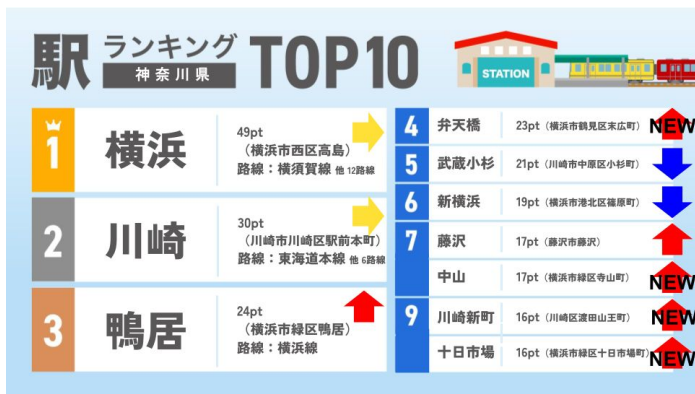 駅 ランキング 神奈川県 TOP10
STATION
1 横浜
49pt
(横浜市西区高島)
路線：横須賀線 他 12路線
2 川崎
30pt
(川崎市川崎区駅前本町)
路線：東海道本線 他 6路線
3 鴨居
24pt
(横浜市緑区鴨居)
路線：横浜線
4 弁天橋 23pt (横浜市鶴見区末広町) NEW
5 武蔵小杉 21pt (川崎市中原区小杉町)
6 新横浜 19pt (横浜市港北区篠原町)
7 藤沢 17pt (藤沢市藤沢)
中山 17pt (横浜市緑区寺山町) NEW
9 川崎新町 16pt (川崎区渡田山王町) NEW
十日市場 16pt (横浜市緑区十日市場町) NEW